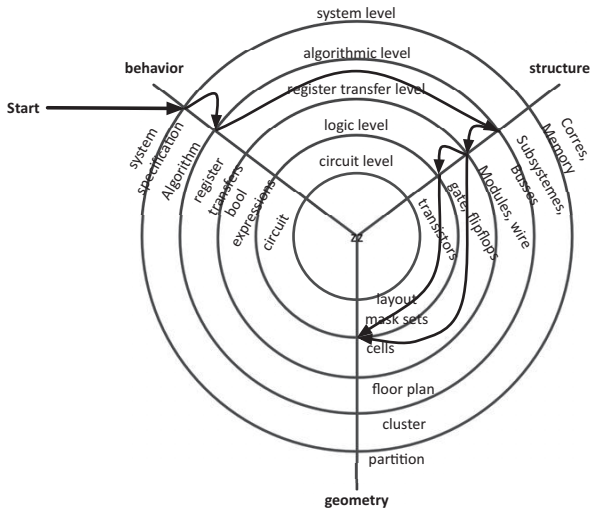 system level
algorithmic level
behavior
structure
register transfer level
Start
logic level
circuit level
system
specification
Algorithm
register
transfers
bool
expressions
circuit
Corres,
Memory
Subsystemes,
Busses
Modules, wire
gate, flipflops
transistors
layout
mask sets
cells
floor plan
cluster
partition
geometry